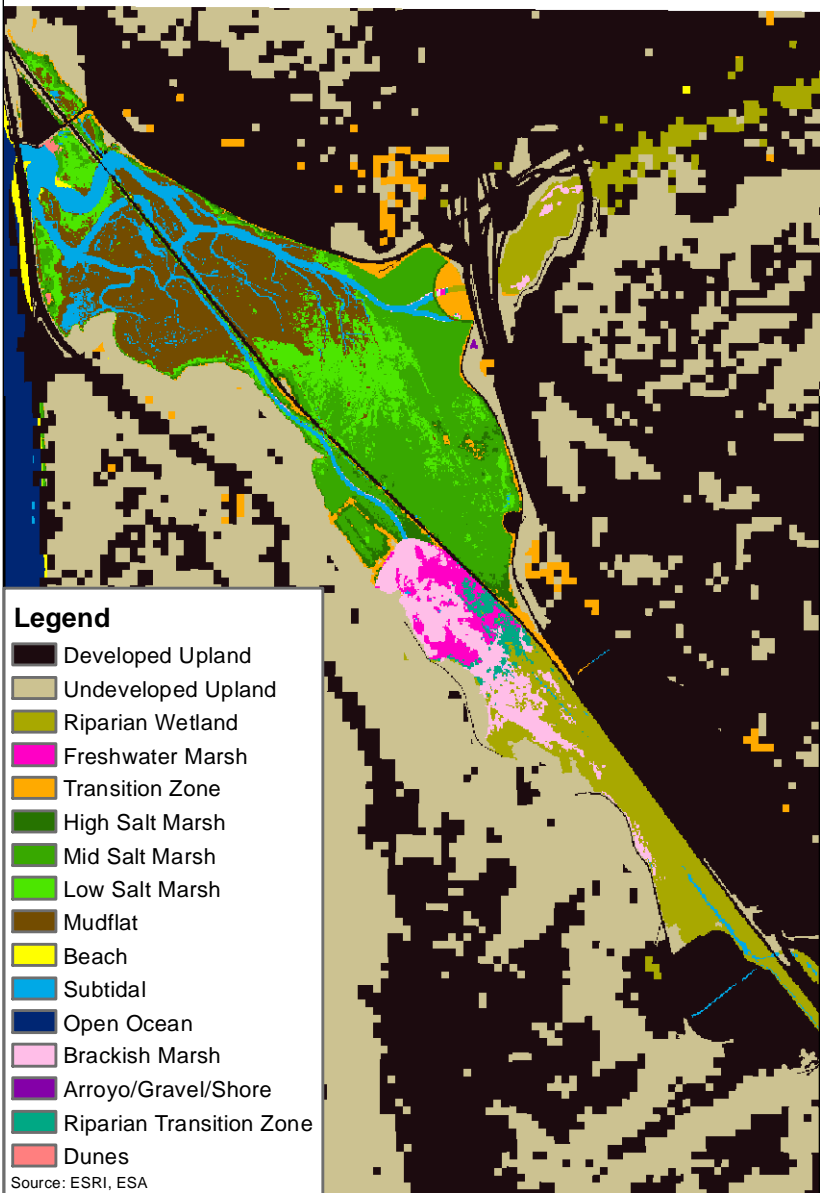 Legend
Developed Upland
Undeveloped Upland
Riparian Wetland
Freshwater Marsh
Transition Zone
High Salt Marsh
Mid Salt Marsh
Low Salt Marsh
Mudflat
Beach
Subtidal
Open Ocean
Brackish Marsh
Arroyo/Gravel/Shore
Riparian Transition Zone
Dunes
Source: ESRI, ESA